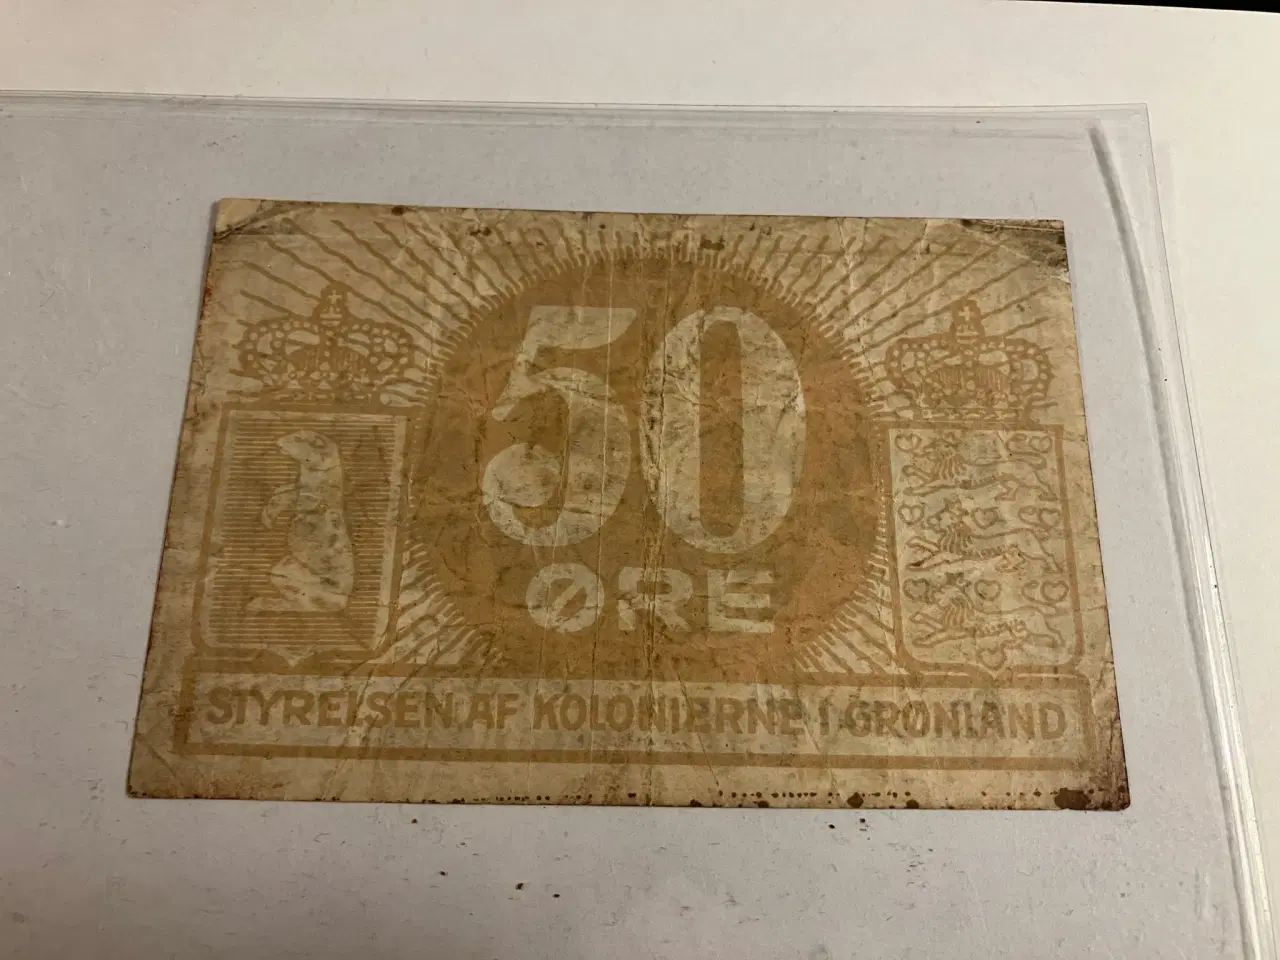 50
ØRE
STYRELSEN AF KOLONIERNE I GRØNLAND